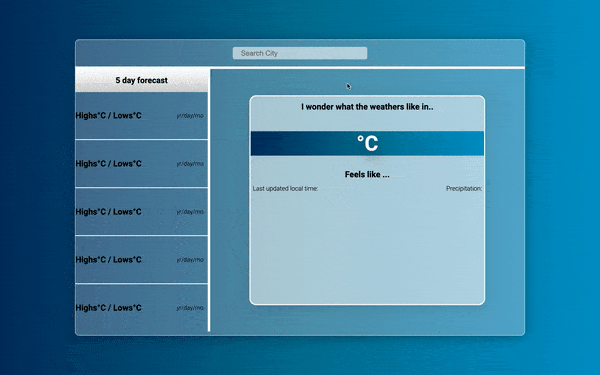 Search City
5 day forecast
Highs°C / Lows°C yr/day/mo
Highs°C / Lows°C yr/day/mo
Highs°C / Lows°C yr/day/mo
Highs°C / Lows°C yr/day/mo
Highs°C / Lows°C yr/day/mo
I wonder what the weathers like in..
°C
Feels like ...
Last updated local time: Precipitation: